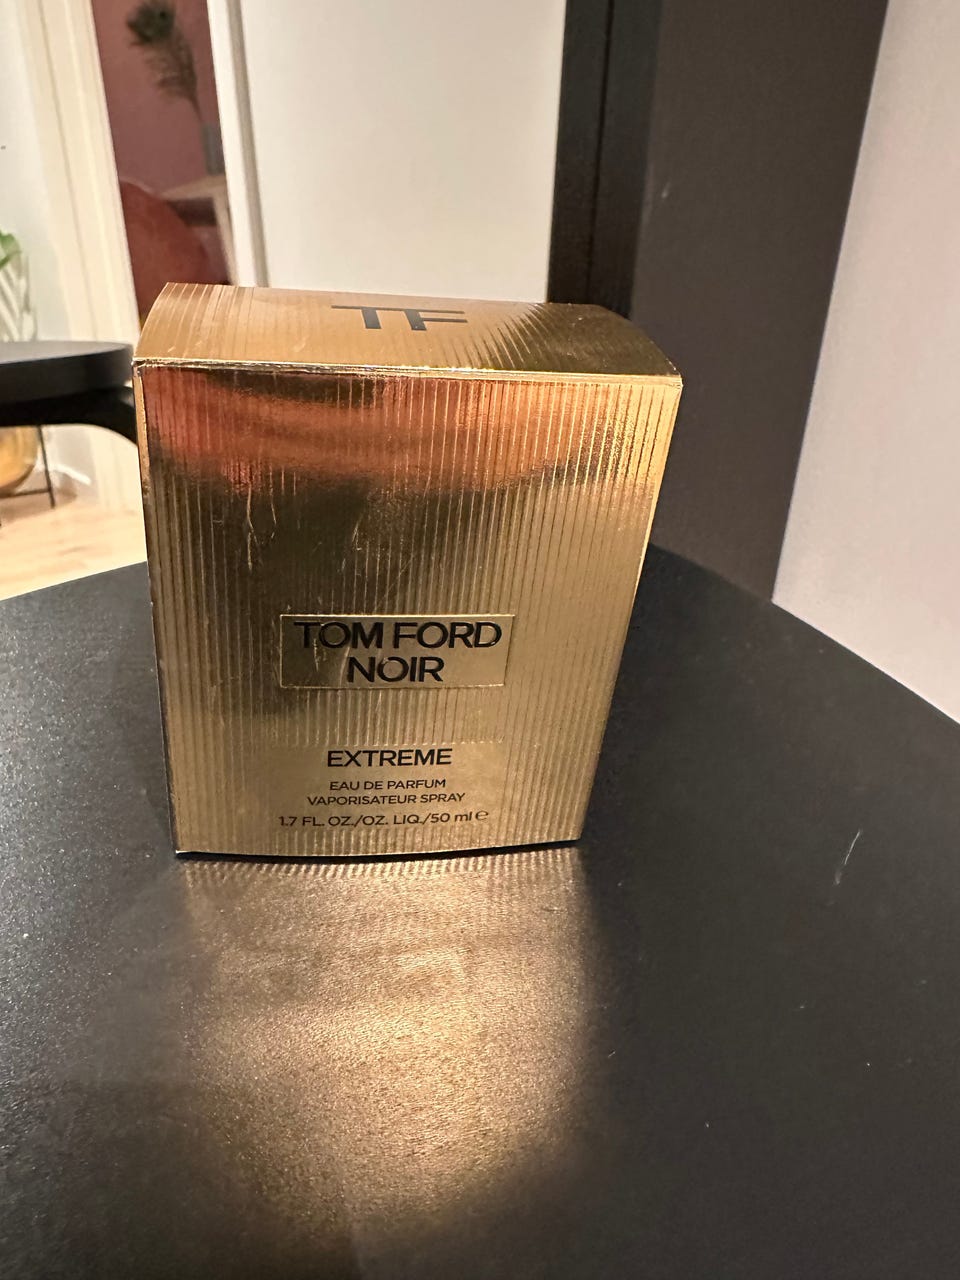 TF
TOM FORD
NOIR
EXTREME
EAU DE PARFUM
VAPORISATEUR SPRAY
1.7 FL. OZ./OZ. LIQ./50 ml ℮